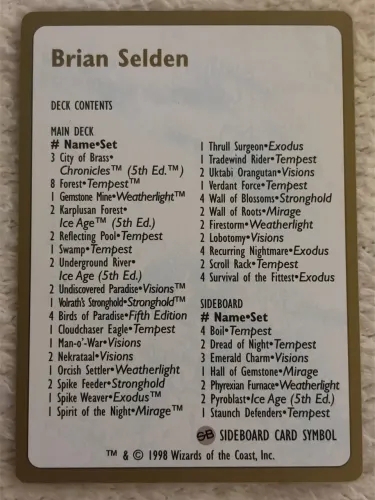 Brian Selden
DECK CONTENTS
MAIN DECK
# Name•Set
3 City of Brass•
Chronicles™ (5th Ed.™)
8 Forest•Tempest™
1 Gemstone Mine•Weatherlight™
2 Karplusan Forest•
Ice Age™ (5th Ed.)
2 Reflecting Pool•Tempest
1 Swamp•Tempest
2 Underground River•
Ice Age (5th Ed.)
2 Undiscovered Paradise•Visions™
1 Volrath's Stronghold•Stronghold™
4 Birds of Paradise•Fifth Edition
1 Cloudchaser Eagle•Tempest
1 Man-o'-War•Visions
2 Nekrataal•Visions
1 Orcish Settler•Weatherlight
2 Spike Feeder•Stronghold
1 Spike Weaver•Exodus™
1 Spirit of the Night•Mirage™
1 Thrull Surgeon•Exodus
1 Tradewind Rider•Tempest
2 Uktabi Orangutan•Visions
1 Verdant Force•Tempest
4 Wall of Blossoms•Stronghold
2 Wall of Roots•Mirage
2 Firestorm•Weatherlight
2 Lobotomy•Visions
4 Recurring Nightmare•Exodus
2 Scroll Rack•Tempest
4 Survival of the Fittest•Exodus
SIDEBOARD
# Name•Set
4 Boil•Tempest
2 Dread of Night•Tempest
3 Emerald Charm•Visions
1 Hall of Gemstone•Mirage
2 Phyrexian Furnace•Weatherlight
2 Pyroblast•Ice Age (5th Ed.)
1 Staunch Defenders•Tempest
SB SIDEBOARD CARD SYMBOL
™ & © 1998 Wizards of the Coast, Inc.